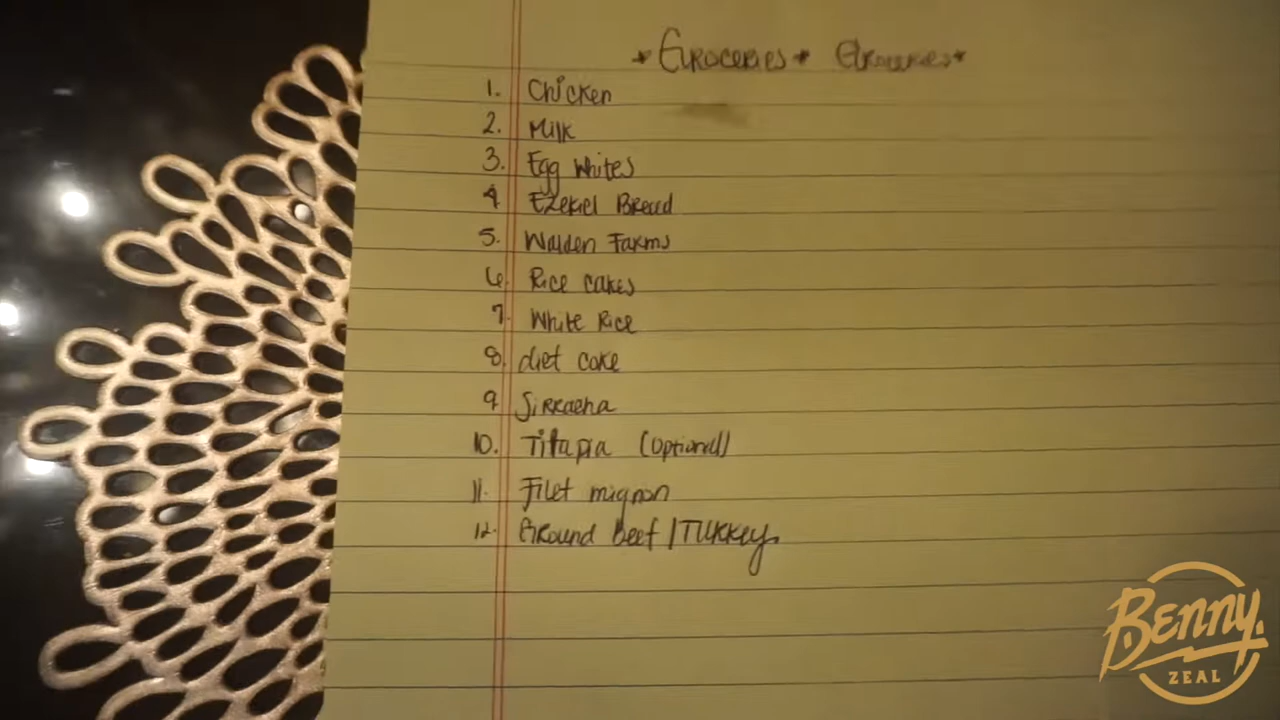 *Groceries* Groceries*
1. Chicken
2. Milk
3. Egg Whites
4. Ezekiel Bread
5. Walden Farms
6. Rice cakes
7. White Rice
8. diet coke
9. Sirracha
10. Tilapia (optional)
11. Filet mignon
12. Ground beef / Turkey
Benny
ZEAL